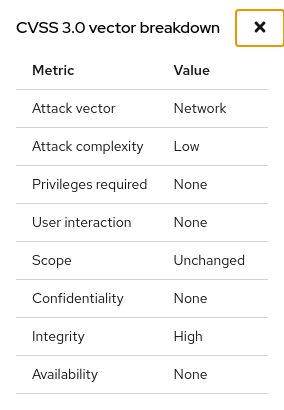 CVSS 3.0 vector breakdown
Metric Value
Attack vector Network
Attack complexity Low
Privileges required None
User interaction None
Scope Unchanged
Confidentiality None
Integrity High
Availability None